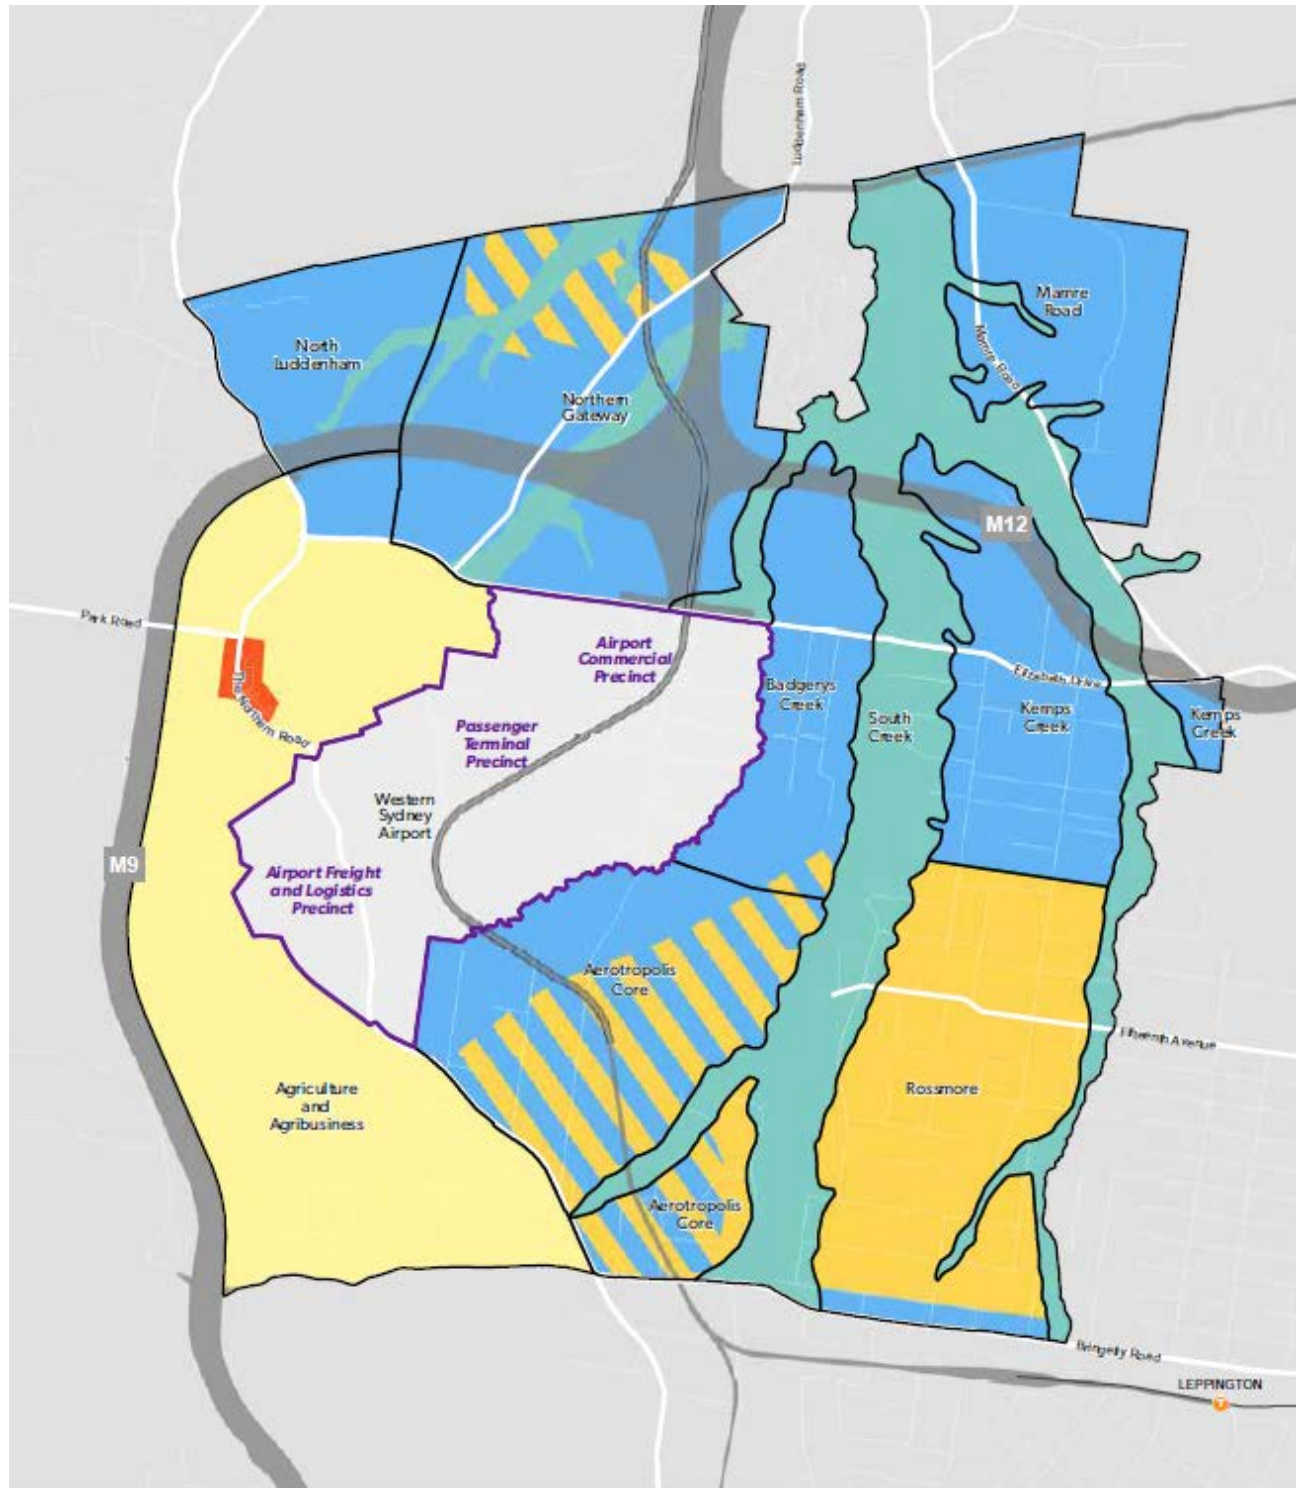 Luddenham Road
Mamre
Road
Mamre Road
North
Luddenham
Northern
Gateway
M12
Park Road
The Northern Road
Airport
Commercial
Precinct
Elizabeth Drive
Badgerys
Creek
South
Creek
Kemps
Creek
Kemps
Creek
Passenger
Terminal
Precinct
Western
Sydney
Airport
M9
Airport Freight
and Logistics
Precinct
Aerotropolis
Core
Fifteenth Avenue
Agriculture
and
Agribusiness
Rossmore
Aerotropolis
Core
Bringelly Road
LEPPINGTON
T